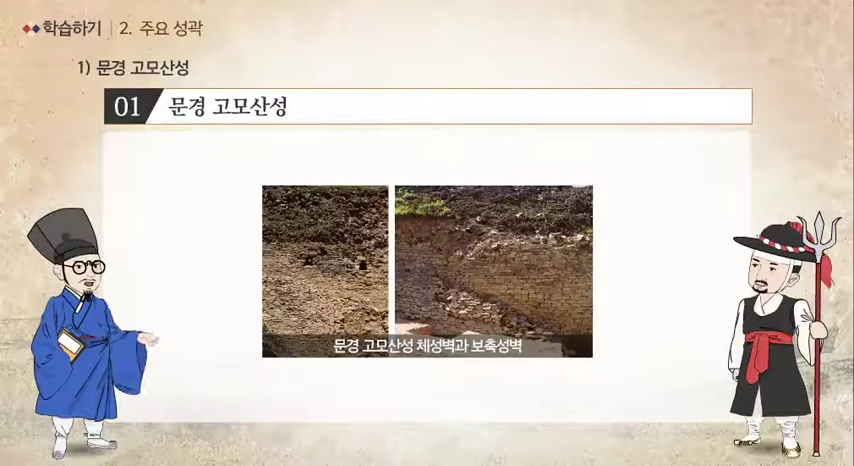 학습하기 | 2. 주요 성곽
1) 문경 고모산성
01 문경 고모산성
문경 고모산성 체성벽과 보축성벽